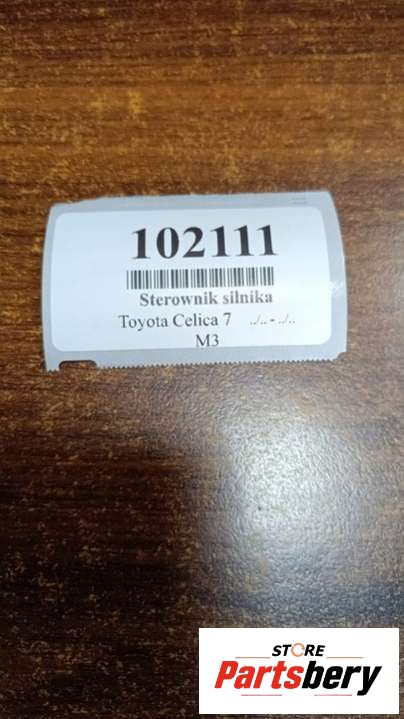 102111
Sterownik silnika
Toyota Celica 7 ../.. - ../..
M3
STORE
Partsbery